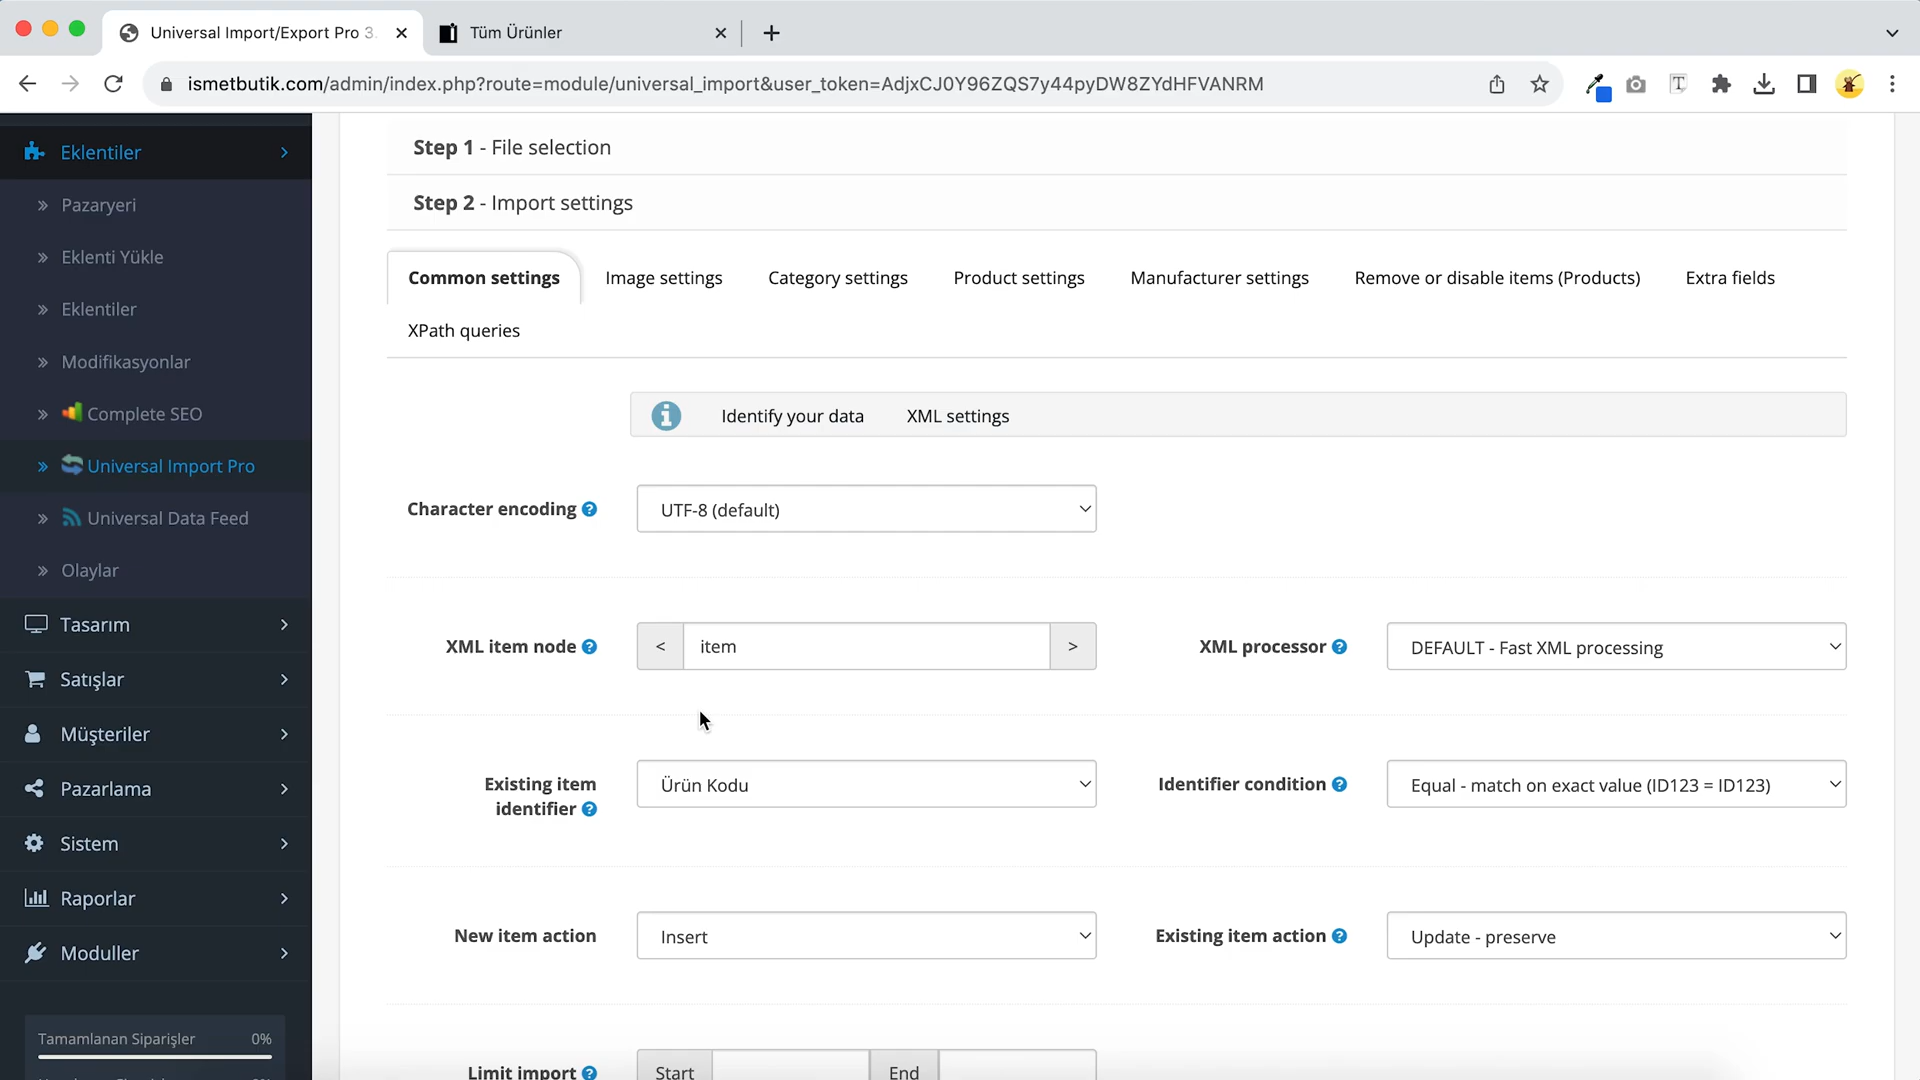 Universal Import/Export Pro 3.
Tüm Ürünler
ismetbutik.com/admin/index.php?route=module/universal_import&user_token=AdjxCJ0Y96ZQS7y44pyDW8ZYdHFVANRM
Eklentiler
Pazaryeri
Eklenti Yükle
Eklentiler
Modifikasyonlar
Complete SEO
Universal Import Pro
Universal Data Feed
Olaylar
Tasarım
Satışlar
Müşteriler
Pazarlama
Sistem
Raporlar
Moduller
Tamamlanan Siparişler 0%
Step 1 - File selection
Step 2 - Import settings
Common settings Image settings Category settings Product settings Manufacturer settings Remove or disable items (Products) Extra fields
XPath queries
Identify your data XML settings
Character encoding UTF-8 (default)
XML item node < item > XML processor DEFAULT - Fast XML processing
Existing item identifier Ürün Kodu Identifier condition Equal - match on exact value (ID123 = ID123)
New item action Insert Existing item action Update - preserve
Limit import Start End